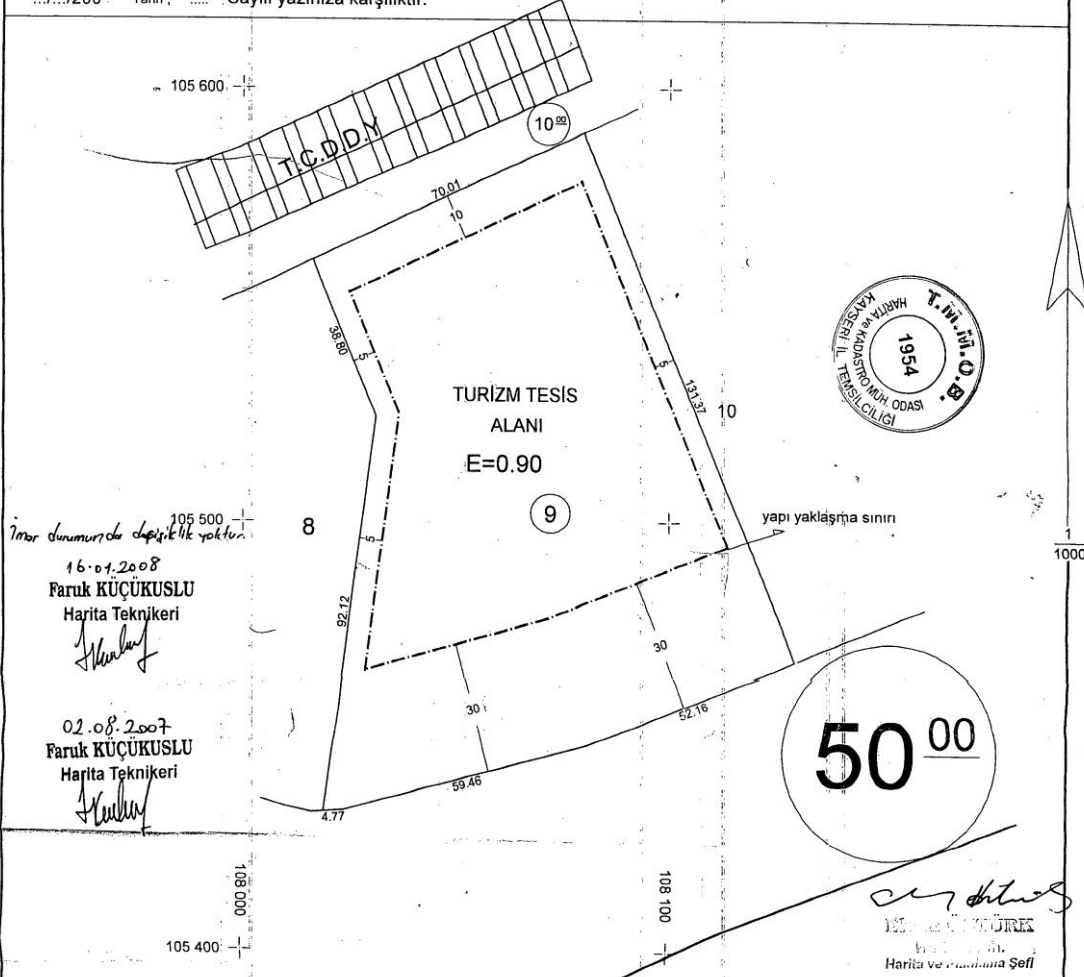 Sayılı yazınıza karşılıktır.
105 600
T.C.D.D.Y
10 00
70.01
10
38.80
5
5
131.37
10
TURİZM TESİS
ALANI
E=0.90
9
T.M.M.O.B.
HARİTA ve KADASTRO MÜH. ODASI
KAYSERİ İL TEMSİLCİLİĞİ
1954
105 500
8
yapı yaklaşma sınırı
1
1000
İmar durumunda değişiklik yoktur.
16.01.2008
Faruk KÜÇÜKUSLU
Harita Teknikeri
5
92.12
30
30
52.16
59.46
4.77
02.08.2007
Faruk KÜÇÜKUSLU
Harita Teknikeri
50 00
108 000
108 100
105 400
Harita ve
Şefi